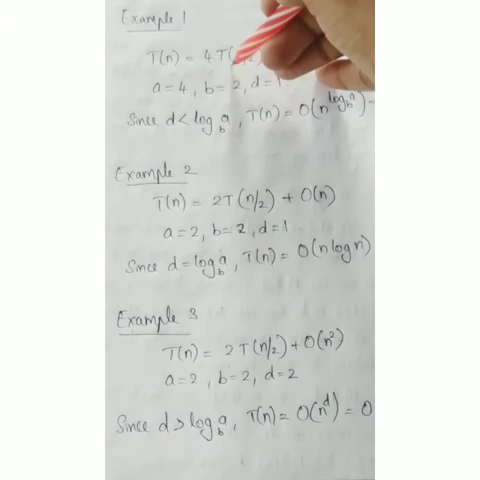 Example 1
T(n) = 4T(
a=4, b=2, d=1
Since d < log_b a, T(n) = O(n^{log_b a}) =
Example 2
T(n) = 2T(n/2) + O(n)
a=2, b=2, d=1
Since d = log_b a, T(n) = O(n log n)
Example 3
T(n) = 2T(n/2) + O(n²)
a=2, b=2, d=2
Since d > log_b a, T(n) = O(n^d) = O